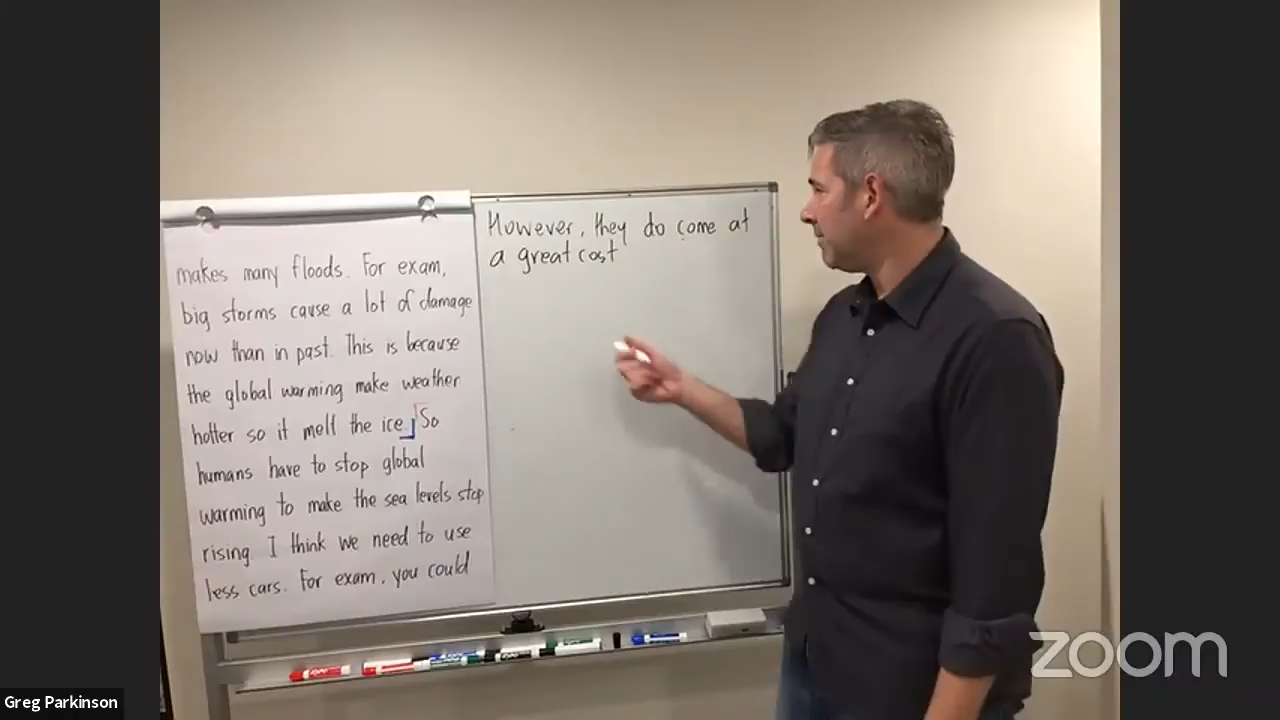 makes many floods. For exam,
big storms cause a lot of damage
now than in past. This is because
the global warming make weather
hotter so it melt the ice. So
humans have to stop global
warming to make the sea levels stop
rising. I think we need to use
less cars. For exam, you could
However, they do come at
a great cost
zoom
Greg Parkinson